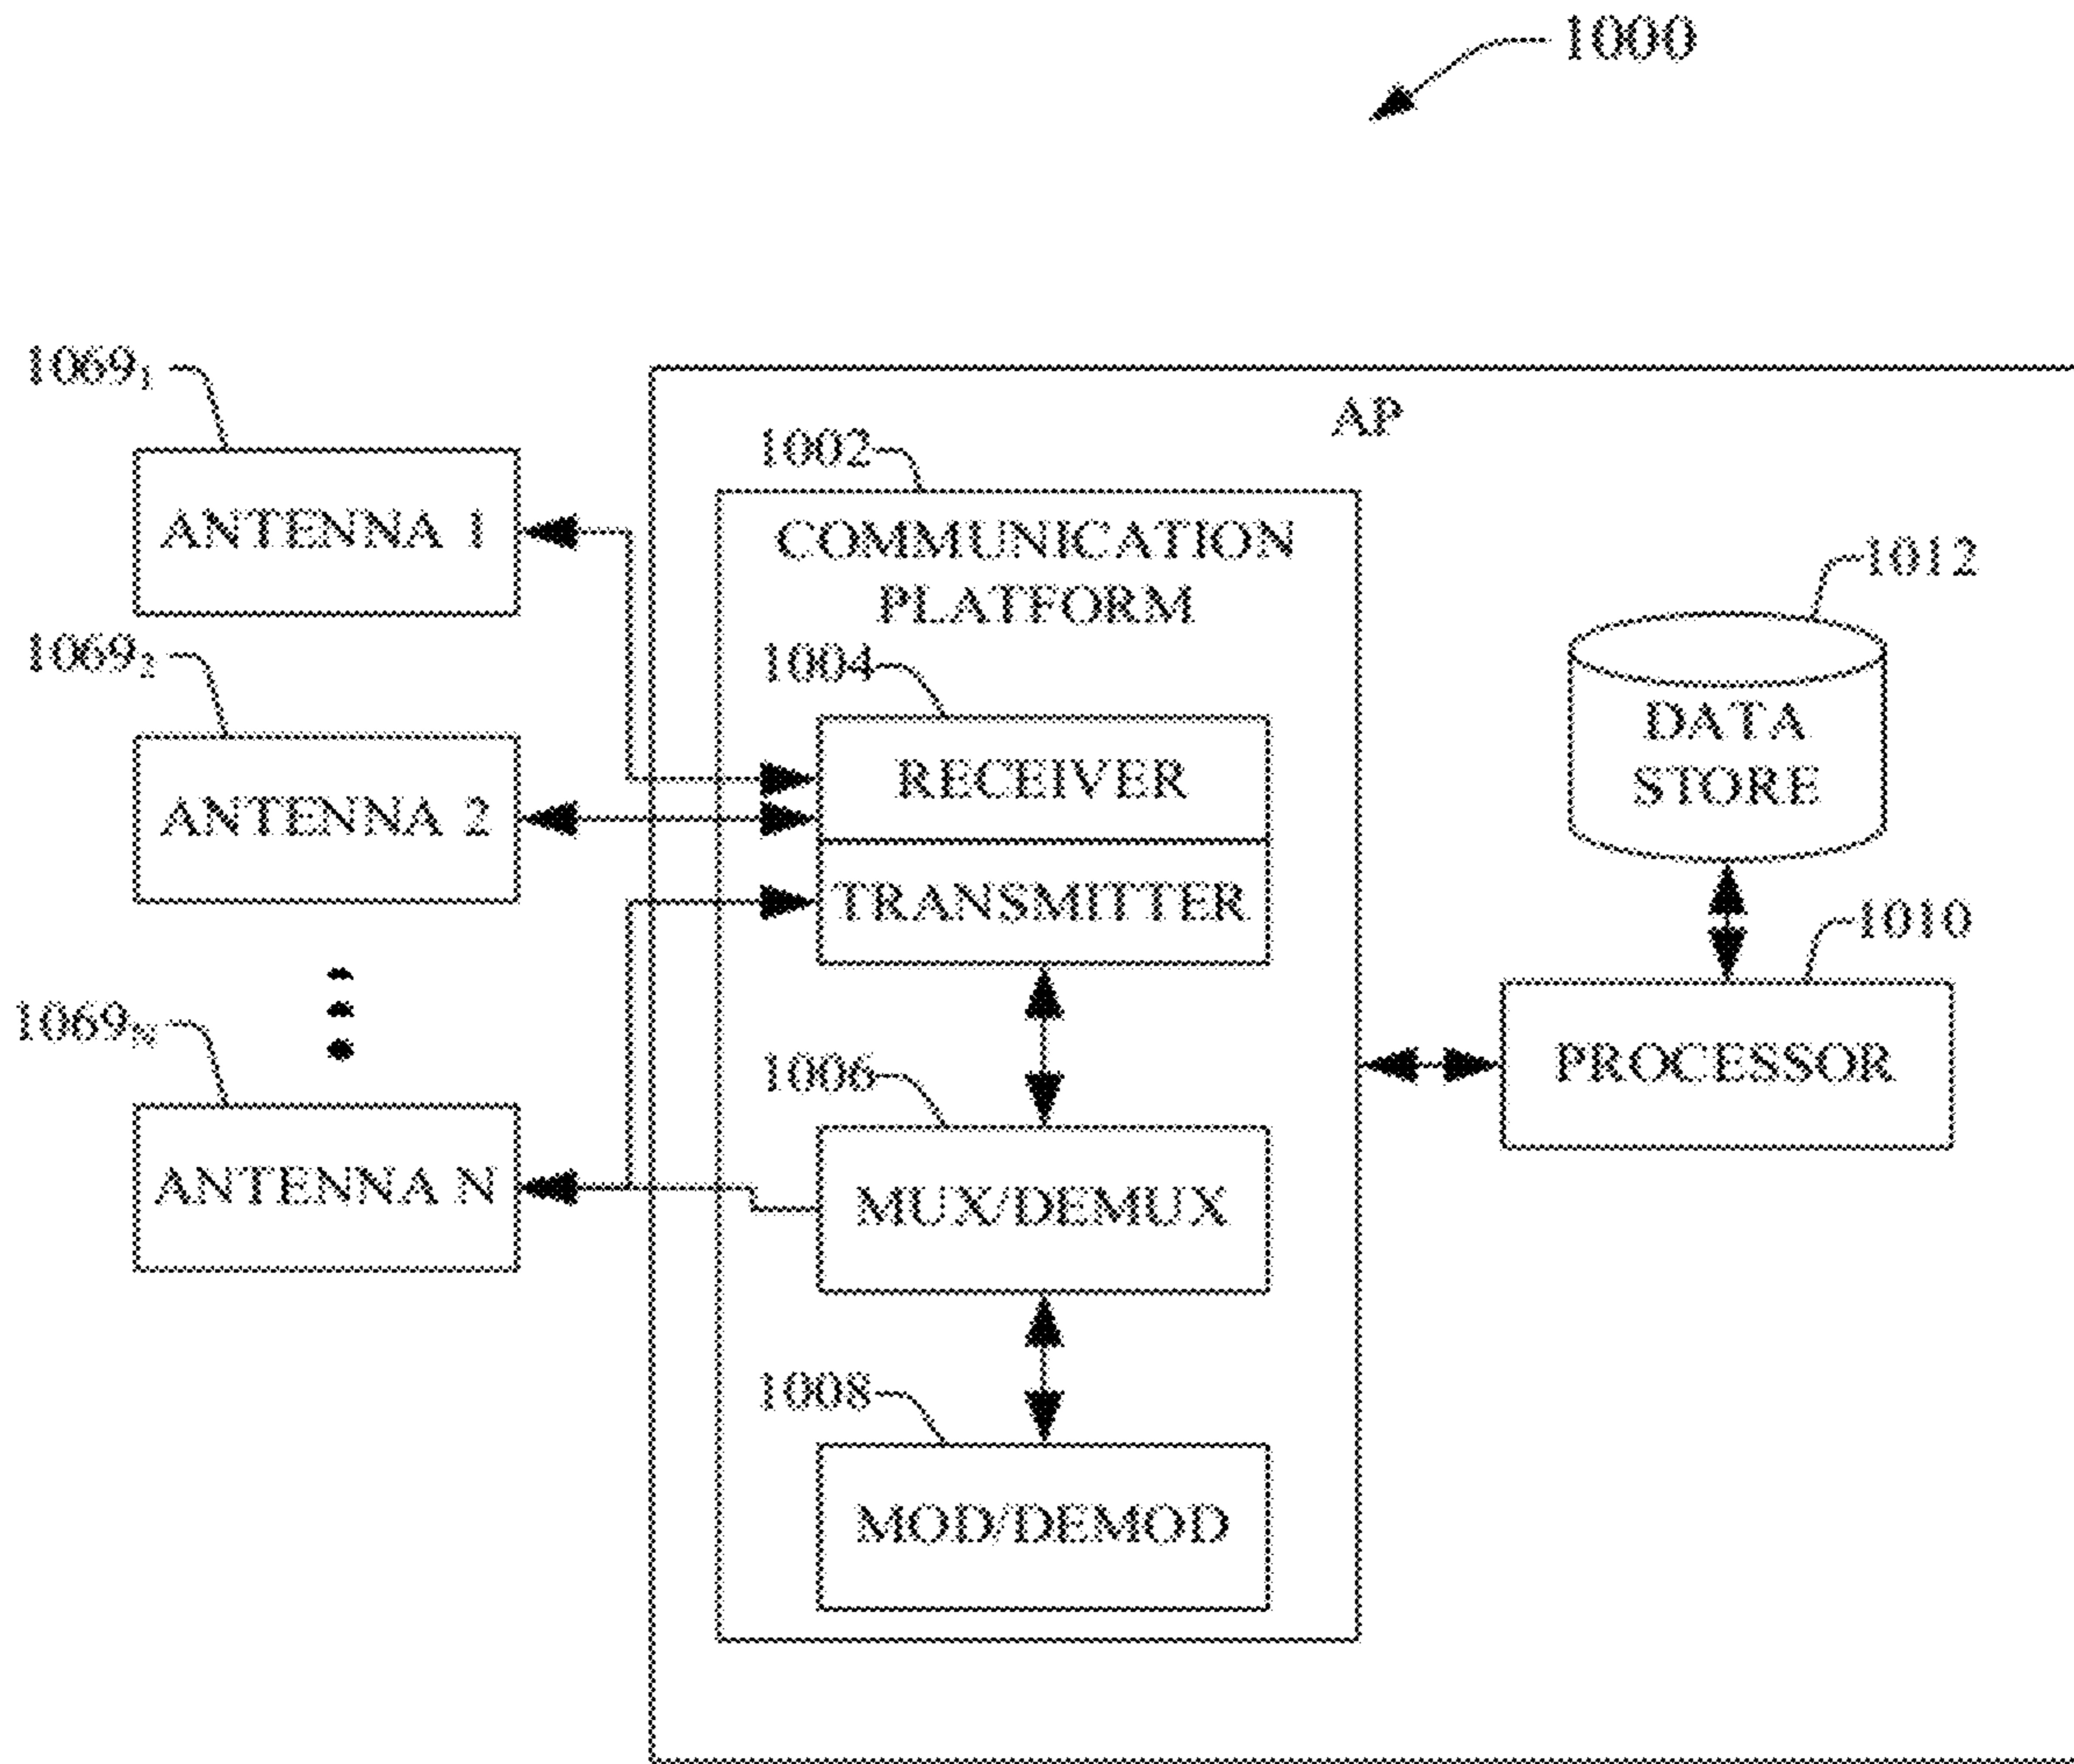 1000
1069₁
ANTENNA 1
1069₂
ANTENNA 2
1069N
ANTENNA N
AP
1002
COMMUNICATION
PLATFORM
1004
RECEIVER
TRANSMITTER
1006
MUX/DEMUX
1008
MOD/DEMOD
1012
DATA
STORE
1010
PROCESSOR